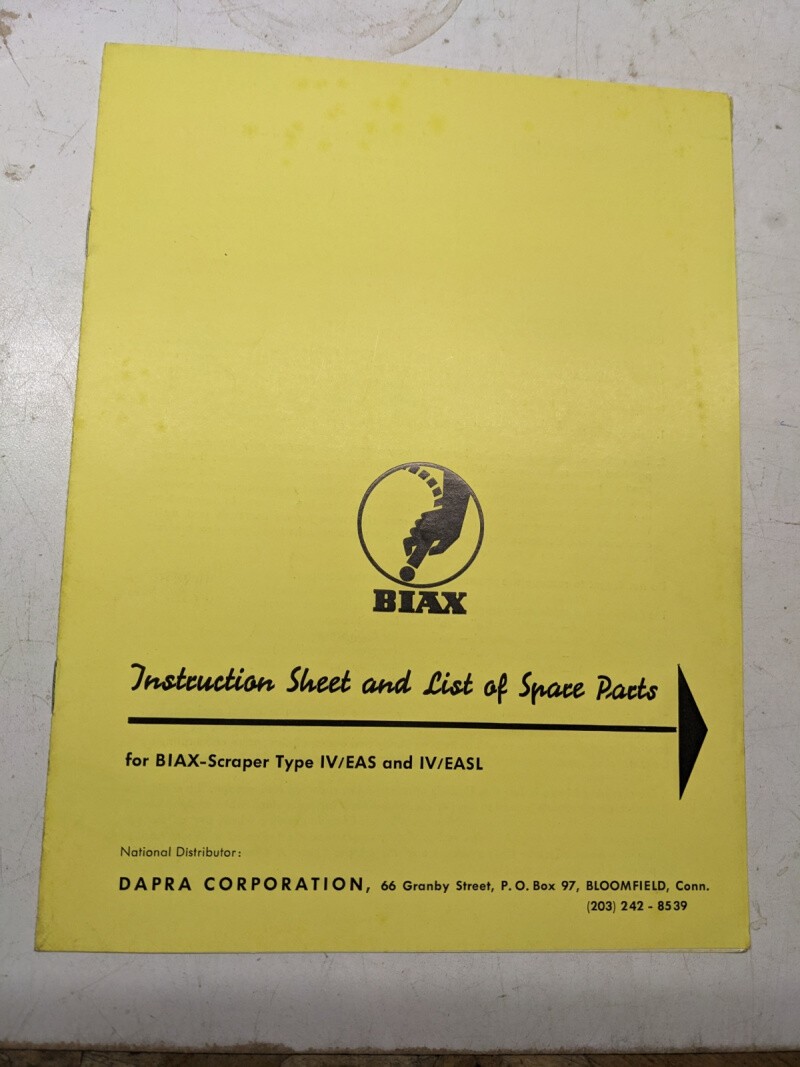 BIAX
Instruction Sheet and List of Spare Parts
for BIAX-Scraper Type IV/EAS and IV/EASL
National Distributor:
DAPRA CORPORATION, 66 Granby Street, P.O. Box 97, BLOOMFIELD, Conn.
(203) 242 - 8539